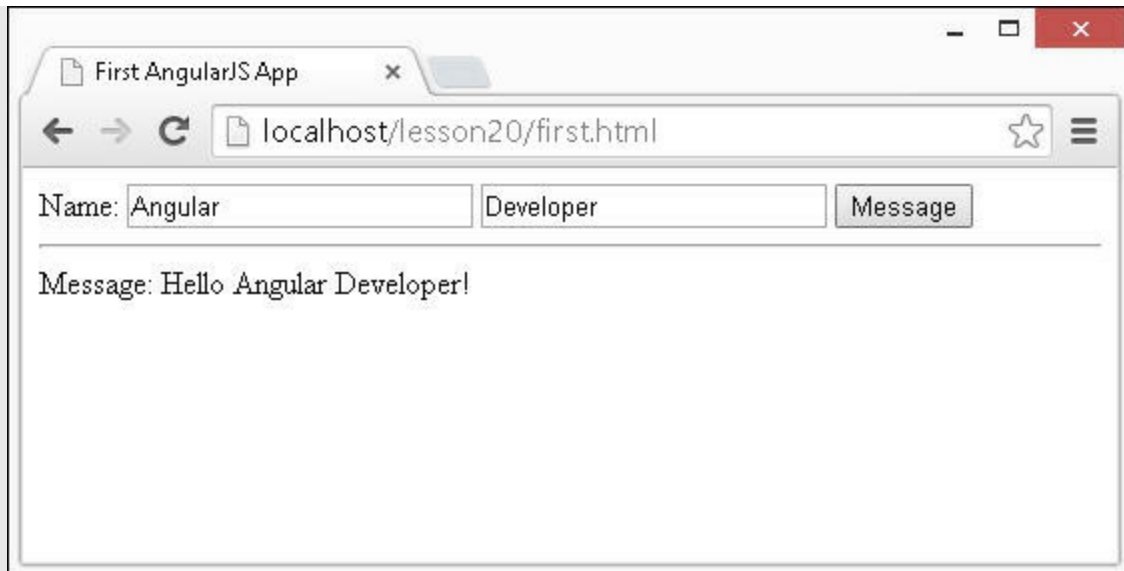 First AngularJS App
localhost/lesson20/first.html
Name: Angular Developer Message
Message: Hello Angular Developer!